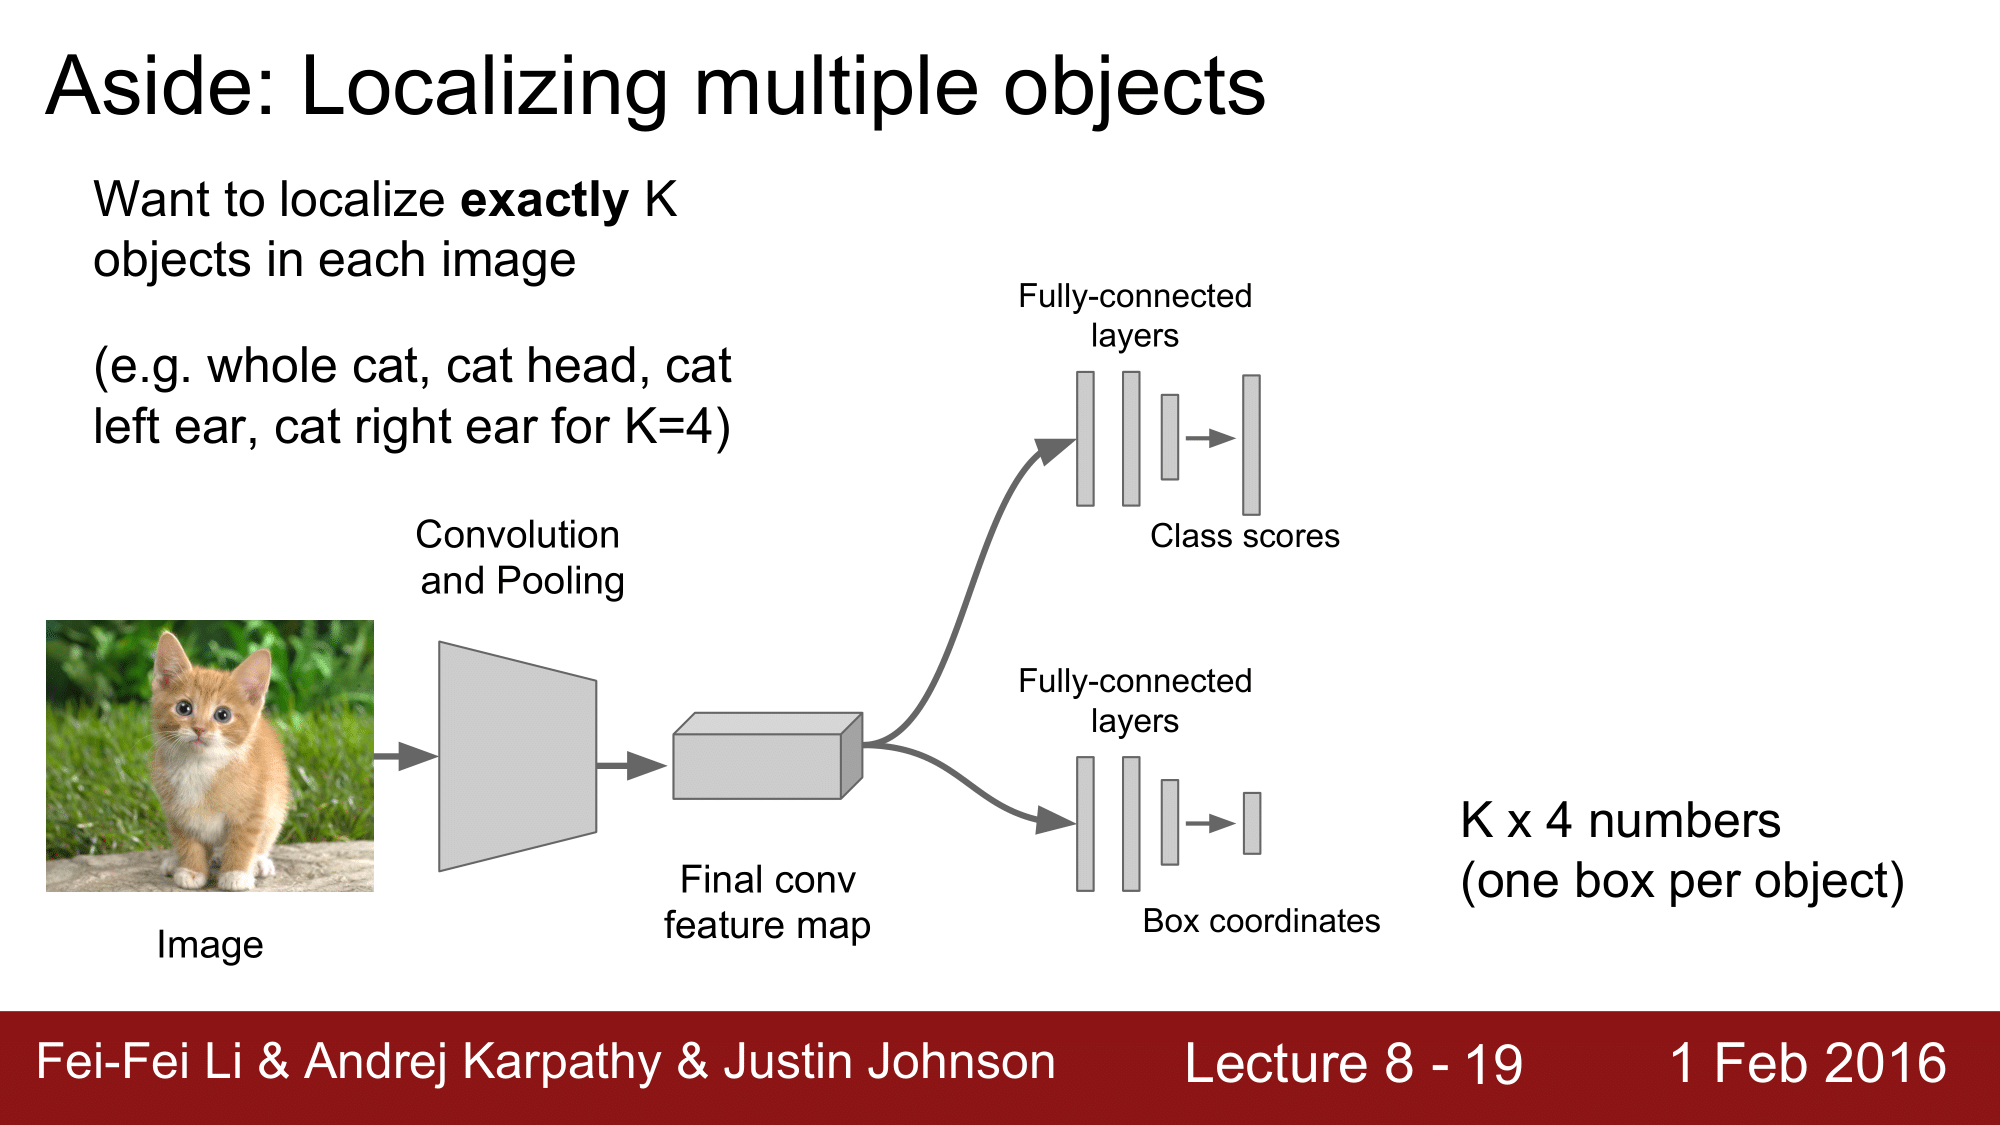 Aside: Localizing multiple objects
Want to localize exactly K
objects in each image
(e.g. whole cat, cat head, cat
left ear, cat right ear for K=4)
Fully-connected
layers
Class scores
Convolution
and Pooling
Image
Final conv
feature map
Fully-connected
layers
Box coordinates
K x 4 numbers
(one box per object)
Fei-Fei Li & Andrej Karpathy & Justin Johnson
Lecture 8 - 19
1 Feb 2016